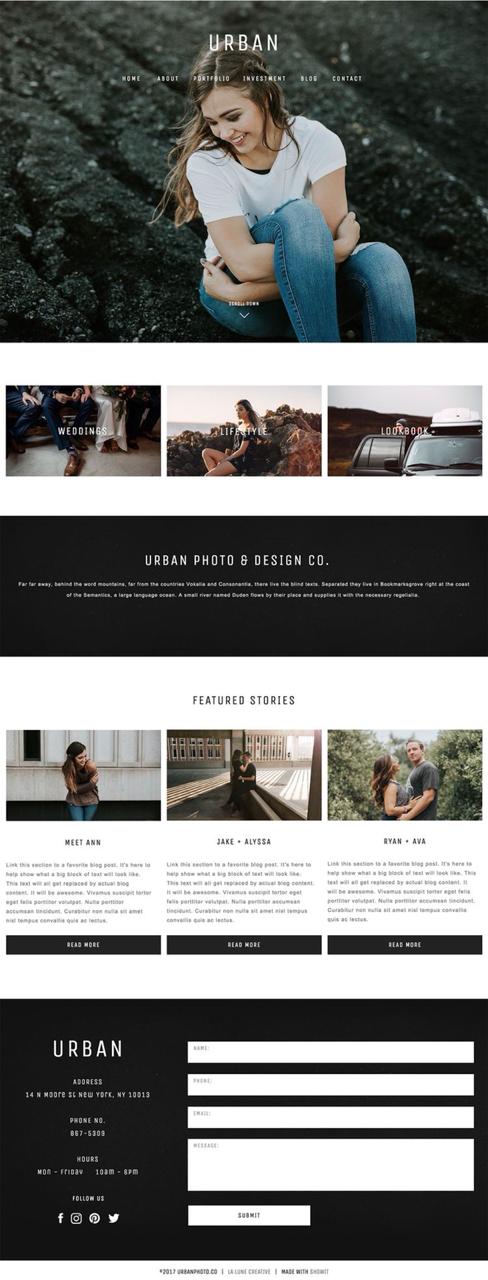 URBAN
HOME ABOUT PORTFOLIO INVESTMENT BLOG CONTACT
SCROLL DOWN
WEDDINGS
LIFESTYLE
LOOKBOOK
URBAN PHOTO & DESIGN CO.
Far far away, behind the word mountains, far from the countries Vokalia and Consonantia, there live the blind texts. Separated they live in Bookmarksgrove right at the coast
of the Semantics, a large language ocean. A small river named Duden flows by their place and supplies it with the necessary regelialia.
FEATURED STORIES
MEET ANN
Link this section to a favorite blog post. It's here to
help show what a big block of text will look like.
This text will all get replaced by actual blog
content. It will be awesome. Vivamus suscipit tortor
eget felis porttitor volutpat. Nulla porttitor
accumsan tincidunt. Curabitur non nulla sit amet
nisl tempus convallis quis ac lectus.
READ MORE
JAKE + ALYSSA
Link this section to a favorite blog post. It's here to
help show what a big block of text will look like.
This text will all get replaced by actual blog content.
It will be awesome. Vivamus suscipit tortor eget felis
porttitor volutpat. Nulla porttitor accumsan
tincidunt. Curabitur non nulla sit amet nisl tempus
convallis quis ac lectus.
READ MORE
RYAN + AVA
Link this section to a favorite blog post. It's here to
help show what a big block of text will look like. This
text will all get replaced by actual blog content. It
will be awesome. Vivamus suscipit tortor eget felis
porttitor volutpat. Nulla porttitor accumsan tincidunt.
Curabitur non nulla sit amet nisl tempus convallis
quis ac lectus.
READ MORE
URBAN
ADDRESS
14 N Moore St New York, NY 10013
PHONE NO.
867-5309
HOURS
Mon - Friday 10am - 6pm
FOLLOW US
NAME:
PHONE:
EMAIL:
MESSAGE:
SUBMIT
©2017 URBANPHOTO.CO | LA LUNE CREATIVE | MADE WITH SHOWIT